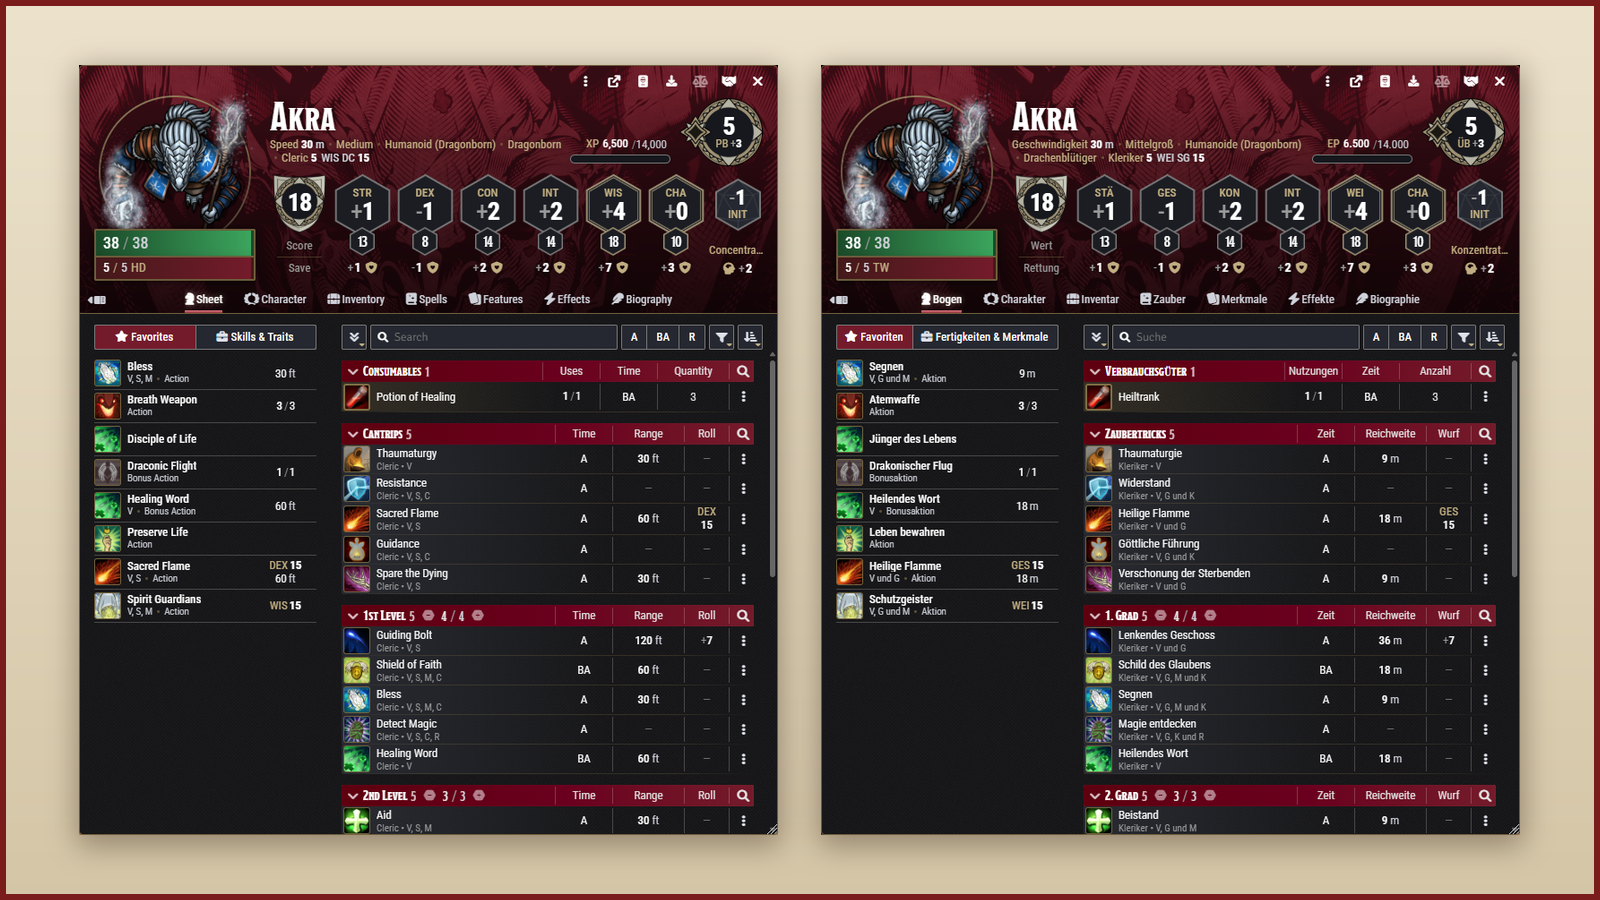 Akra
Speed 30 m • Medium • Humanoid (Dragonborn) • Dragonborn
• Cleric 5 WIS DC 15
XP 6,500 /14,000
5
PB +3
18
STR +1 13
DEX -1 8
CON +2 14
INT +2 14
WIS +4 18
CHA +0 10
-1 INIT
38 / 38
5 / 5 HD
Score
Save +1 -1 +2 +2 +7 +3
Concentra...
+2
Sheet Character Inventory Spells Features Effects Biography
Favorites Skills & Traits
Bless 30 ft
V, S, M • Action
Breath Weapon 3 / 3
Action
Disciple of Life
Draconic Flight 1 / 1
Bonus Action
Healing Word 60 ft
V • Bonus Action
Preserve Life
Action
Sacred Flame DEX 15
V, S • Action 60 ft
Spirit Guardians WIS 15
V, S, M • Action
Search A BA R
Consumables 1 Uses Time Quantity
Potion of Healing 1 / 1 BA 3
Cantrips 5 Time Range Roll
Thaumaturgy A 30 ft —
Cleric • V
Resistance A — —
Cleric • V, S, C
Sacred Flame A 60 ft DEX 15
Cleric • V, S
Guidance A — —
Cleric • V, S, C
Spare the Dying A 30 ft —
Cleric • V, S
1st Level 5 4 / 4 Time Range Roll
Guiding Bolt A 120 ft +7
Cleric • V, S
Shield of Faith BA 60 ft —
Cleric • V, S, M, C
Bless A 30 ft —
Cleric • V, S, M, C
Detect Magic A — —
Cleric • V, S, C, R
Healing Word BA 60 ft —
Cleric • V
2nd Level 5 3 / 3 Time Range Roll
Aid A 30 ft —
Cleric • V, S, M
Akra
Geschwindigkeit 30 m • Mittelgroß • Humanoide (Dragonborn)
• Drachenblütiger • Kleriker 5 WEI SG 15
EP 6.500 /14.000
5
ÜB +3
18
STÄ +1 13
GES -1 8
KON +2 14
INT +2 14
WEI +4 18
CHA +0 10
-1 INIT
38 / 38
5 / 5 TW
Wert
Rettung +1 -1 +2 +2 +7 +3
Konzentrat...
+2
Bogen Charakter Inventar Zauber Merkmale Effekte Biographie
Favoriten Fertigkeiten & Merkmale
Segnen 9 m
V, G und M • Aktion
Atemwaffe 3 / 3
Aktion
Jünger des Lebens
Drakonischer Flug 1 / 1
Bonusaktion
Heilendes Wort 18 m
V • Bonusaktion
Leben bewahren
Aktion
Heilige Flamme GES 15
V und G • Aktion 18 m
Schutzgeister WEI 15
V, G und M • Aktion
Suche A BA R
Verbrauchsgüter 1 Nutzungen Zeit Anzahl
Heiltrank 1 / 1 BA 3
Zaubertricks 5 Zeit Reichweite Wurf
Thaumaturgie A 9 m —
Kleriker • V
Widerstand A — —
Kleriker • V, G und K
Heilige Flamme A 18 m GES 15
Kleriker • V und G
Göttliche Führung A — —
Kleriker • V, G und K
Verschonung der Sterbenden A 9 m —
Kleriker • V und G
1. Grad 5 4 / 4 Zeit Reichweite Wurf
Lenkendes Geschoss A 36 m +7
Kleriker • V und G
Schild des Glaubens BA 18 m —
Kleriker • V, G, M und K
Segnen A 9 m —
Kleriker • V, G, M und K
Magie entdecken A — —
Kleriker • V, G, K und R
Heilendes Wort BA 18 m —
Kleriker • V
2. Grad 5 3 / 3 Zeit Reichweite Wurf
Beistand A 9 m —
Kleriker • V, G und M